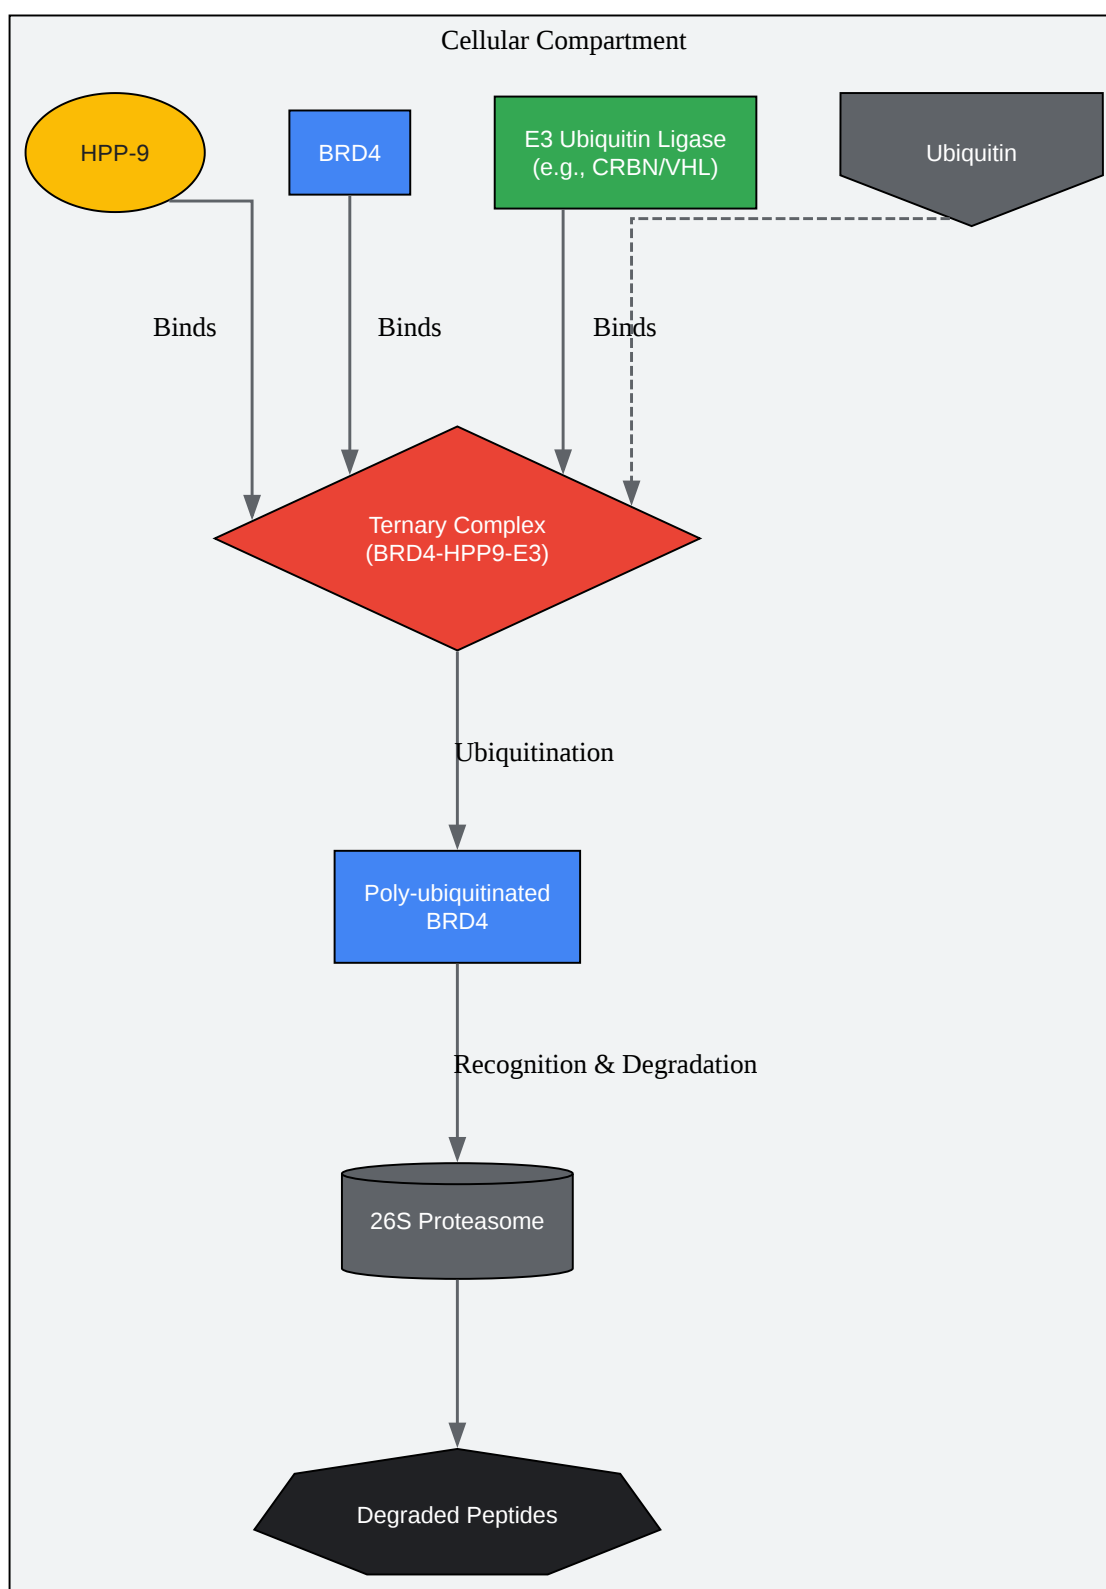 Cellular Compartment
HPP-9
BRD4
E3 Ubiquitin Ligase
(e.g., CRBN/VHL)
Ubiquitin
Binds
Binds
Binds
Ternary Complex
(BRD4-HPP9-E3)
Ubiquitination
Poly-ubiquitinated
BRD4
Recognition & Degradation
26S Proteasome
Degraded Peptides